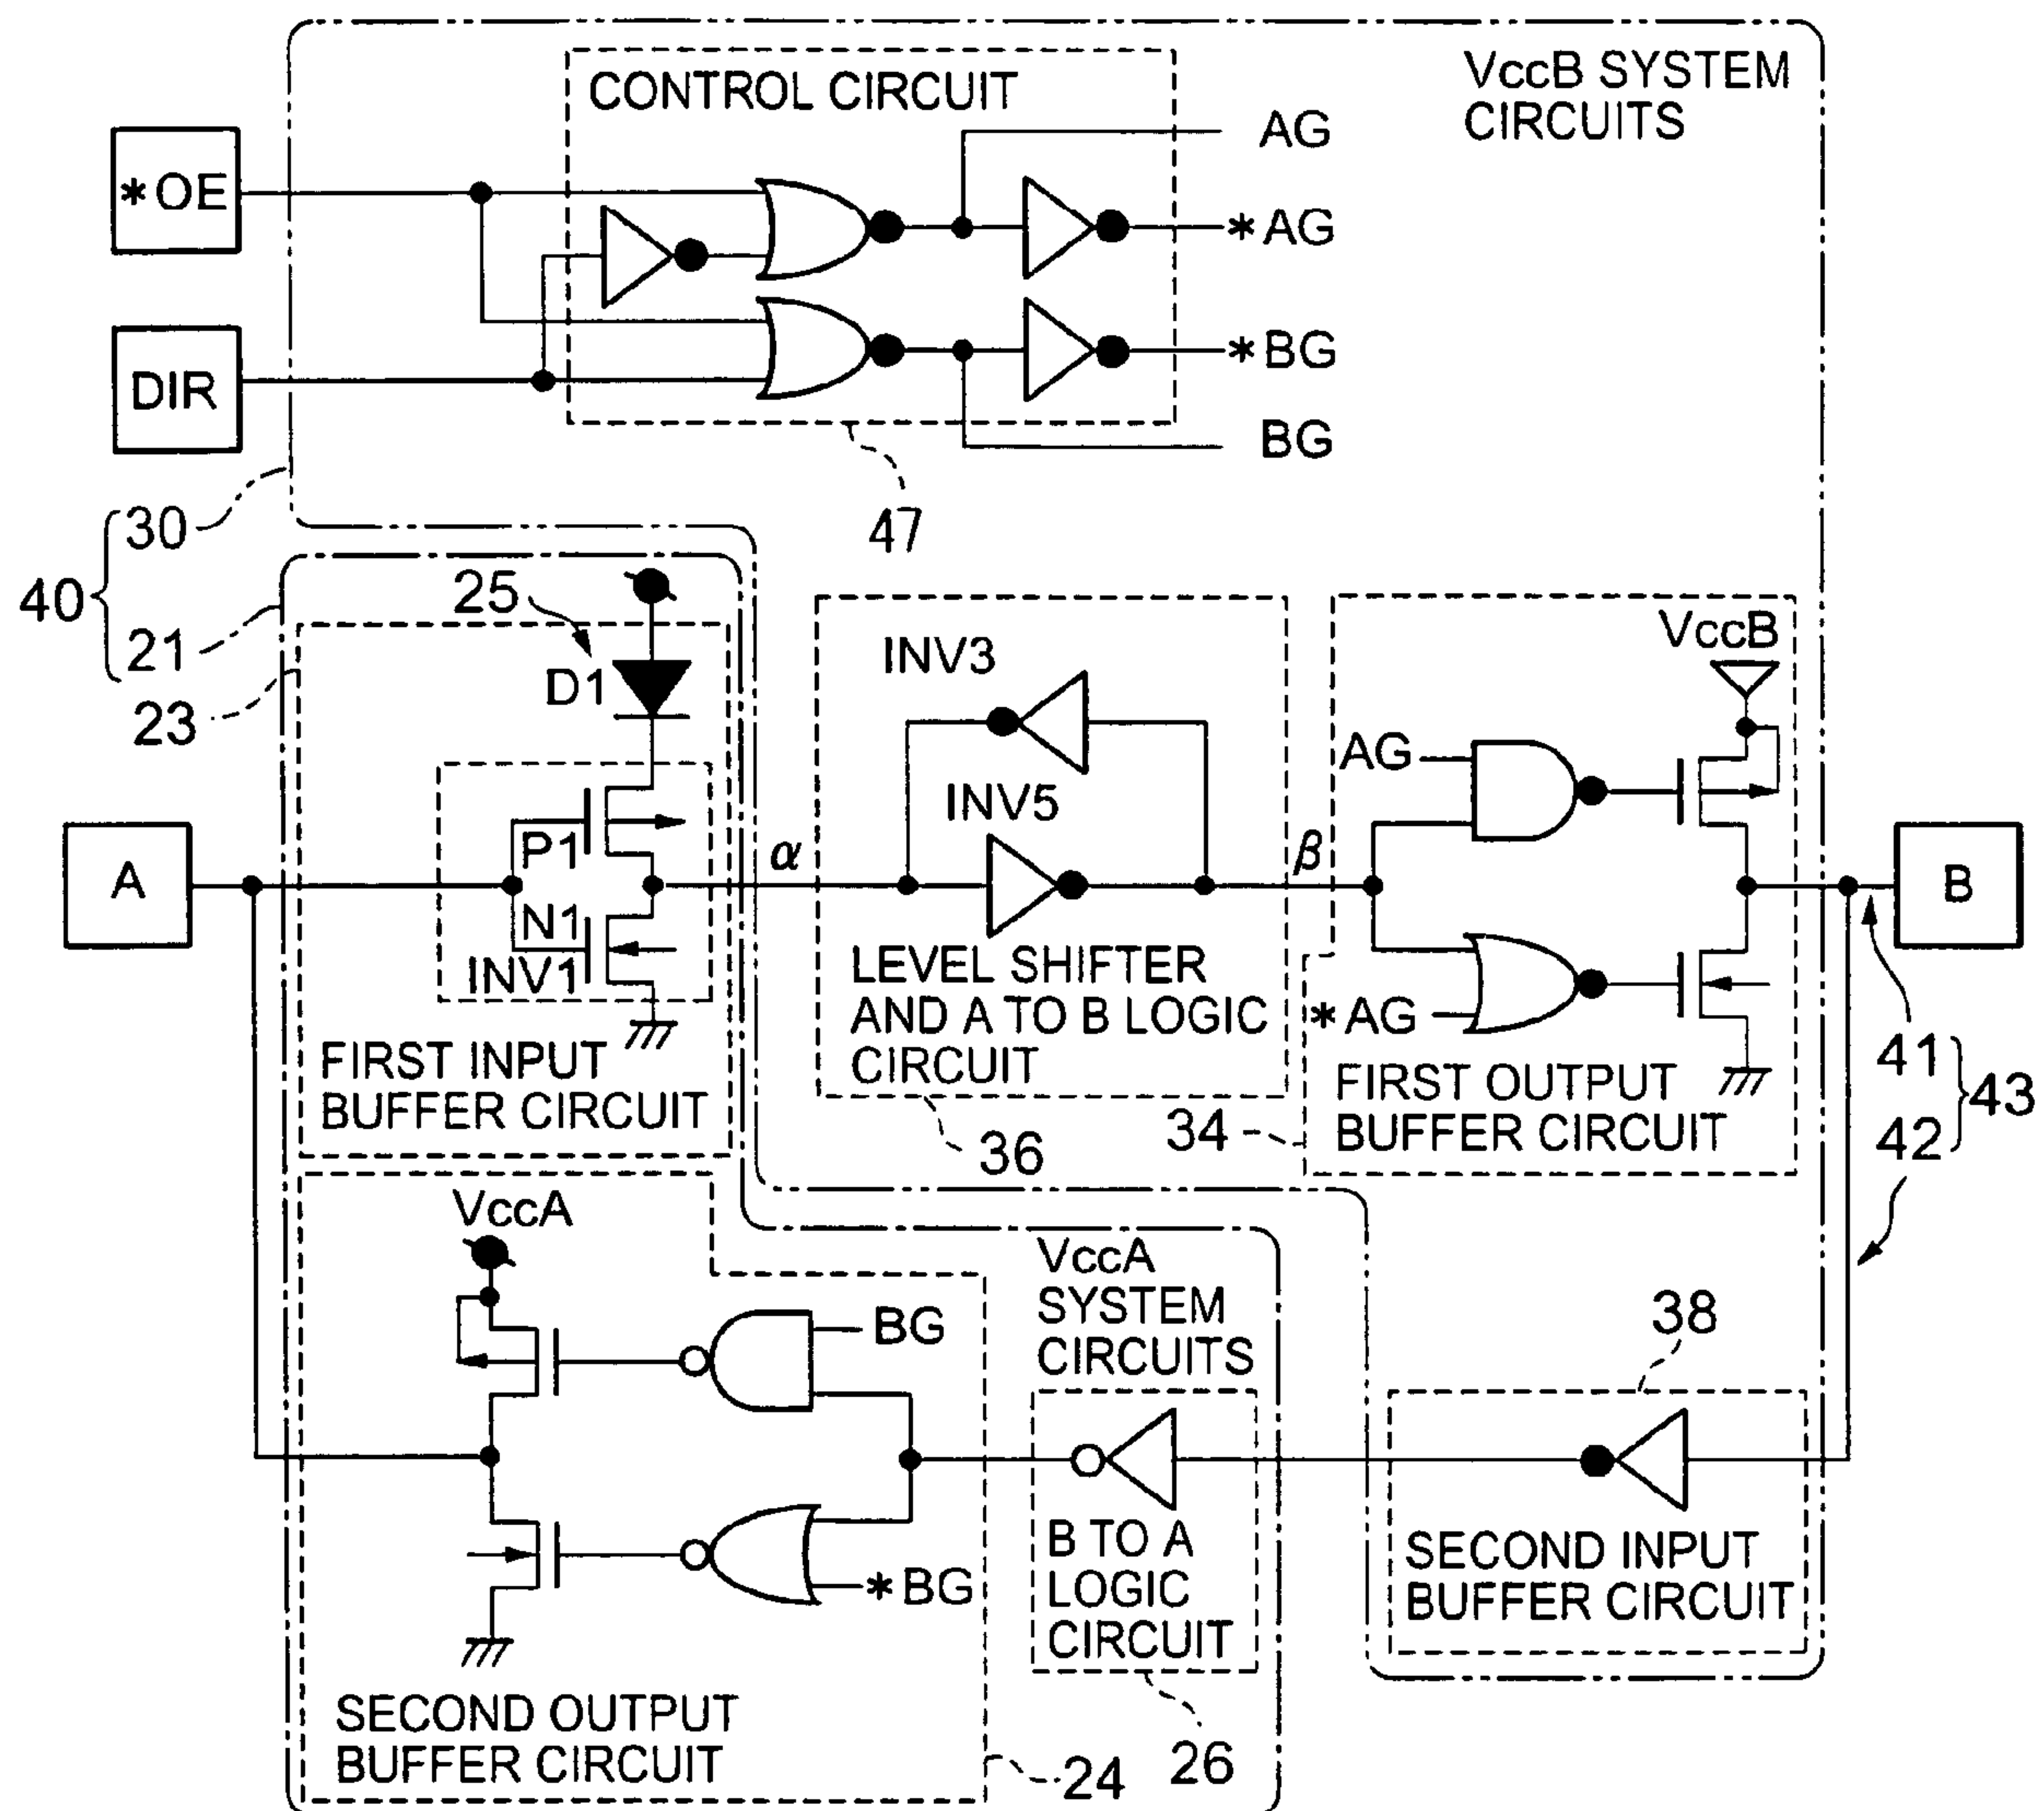 CONTROL CIRCUIT
VccB SYSTEM
CIRCUITS
AG
*OE
*AG
DIR
*BG
BG
47
30
40
21
23
25
D1
P1
N1
INV1
A
FIRST INPUT
BUFFER CIRCUIT
α
INV3
INV5
LEVEL SHIFTER
AND A TO B LOGIC
CIRCUIT
36
β
VccB
AG
*AG
FIRST OUTPUT
BUFFER CIRCUIT
34
B
41
42
43
VccA
BG
*BG
SECOND OUTPUT
BUFFER CIRCUIT
24
VccA
SYSTEM
CIRCUITS
B TO A
LOGIC
CIRCUIT
26
38
SECOND INPUT
BUFFER CIRCUIT